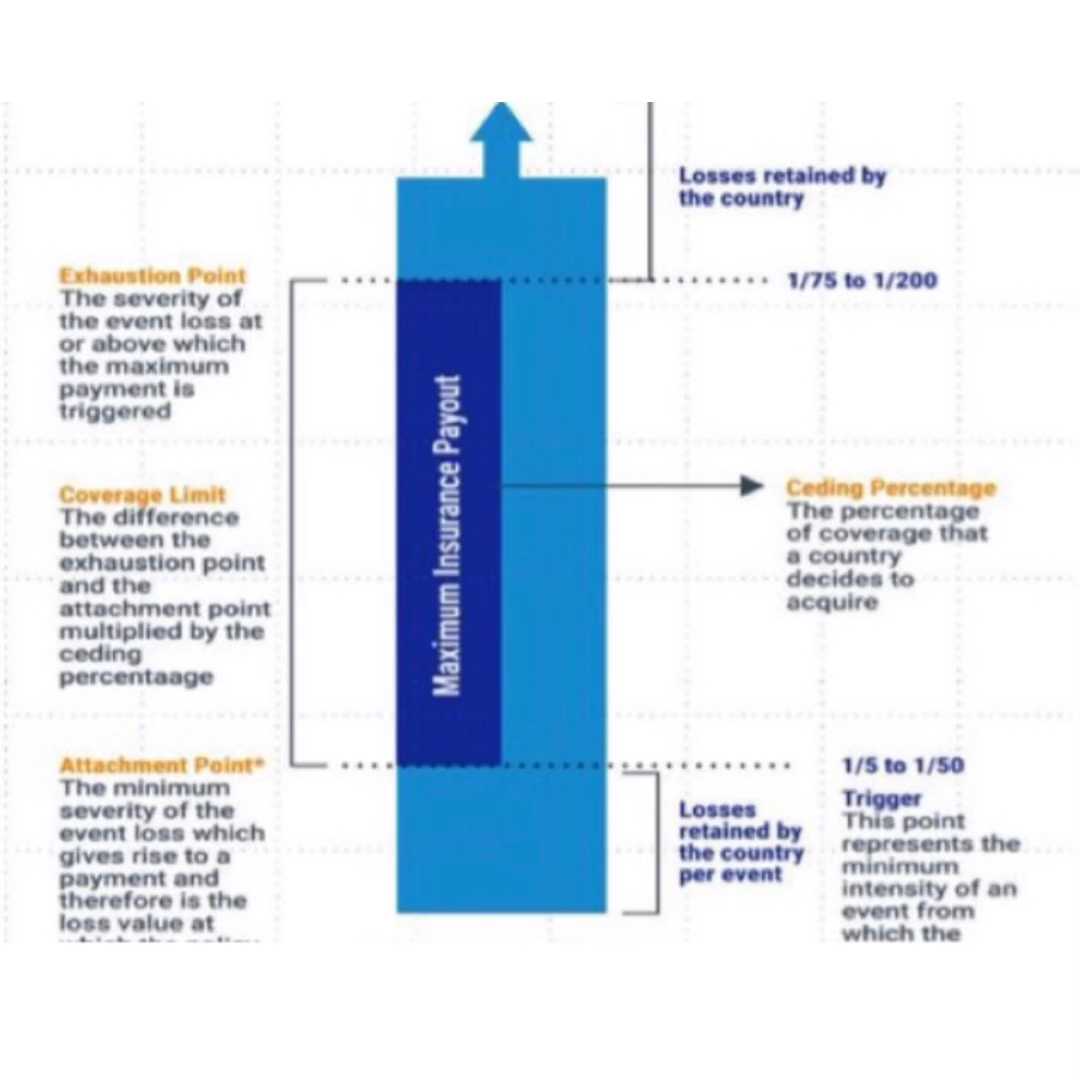 Losses retained by
the country
Exhaustion Point
The severity of
the event loss at
or above which
the maximum
payment is
triggered
1/75 to 1/200
Maximum Insurance Payout
Coverage Limit
The difference
between the
exhaustion point
and the
attachment point
multiplied by the
ceding
percentaage
Ceding Percentage
The percentage
of coverage that
a country
decides to
acquire
Attachment Point*
The minimum
severity of the
event loss which
gives rise to a
payment and
therefore is the
loss value at
which the policy
Losses
retained by
the country
per event
1/5 to 1/50
Trigger
This point
represents the
minimum
intensity of an
event from
which the